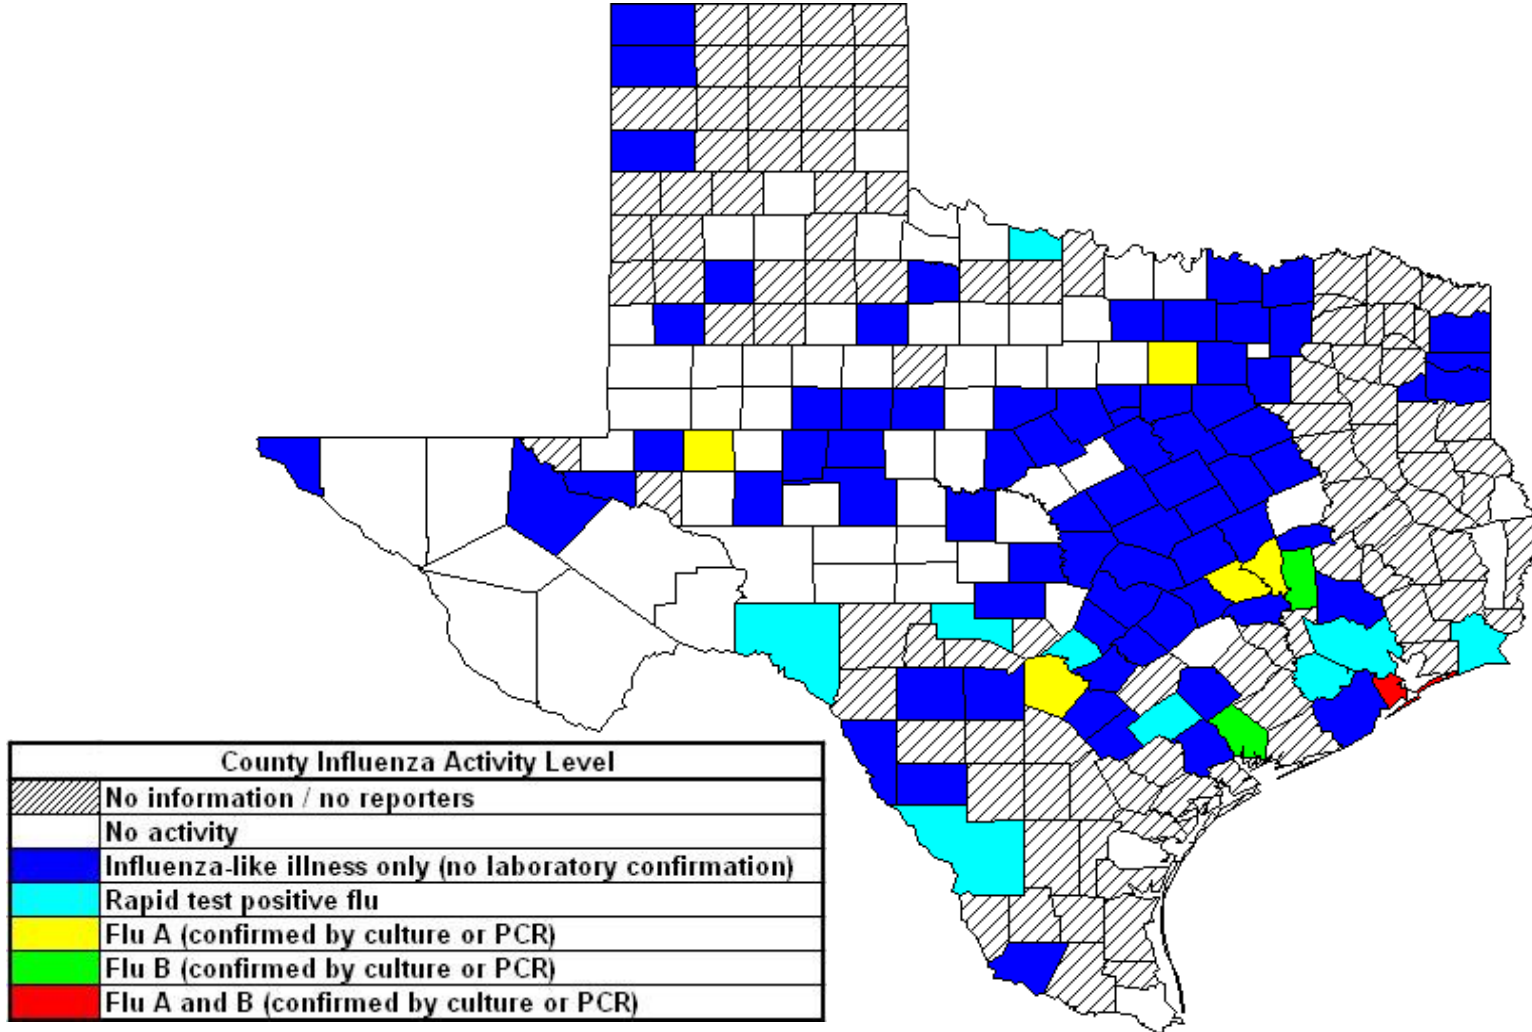 County Influenza Activity Level
No information / no reporters
No activity
Influenza-like illness only (no laboratory confirmation)
Rapid test positive flu
Flu A (confirmed by culture or PCR)
Flu B (confirmed by culture or PCR)
Flu A and B (confirmed by culture or PCR)